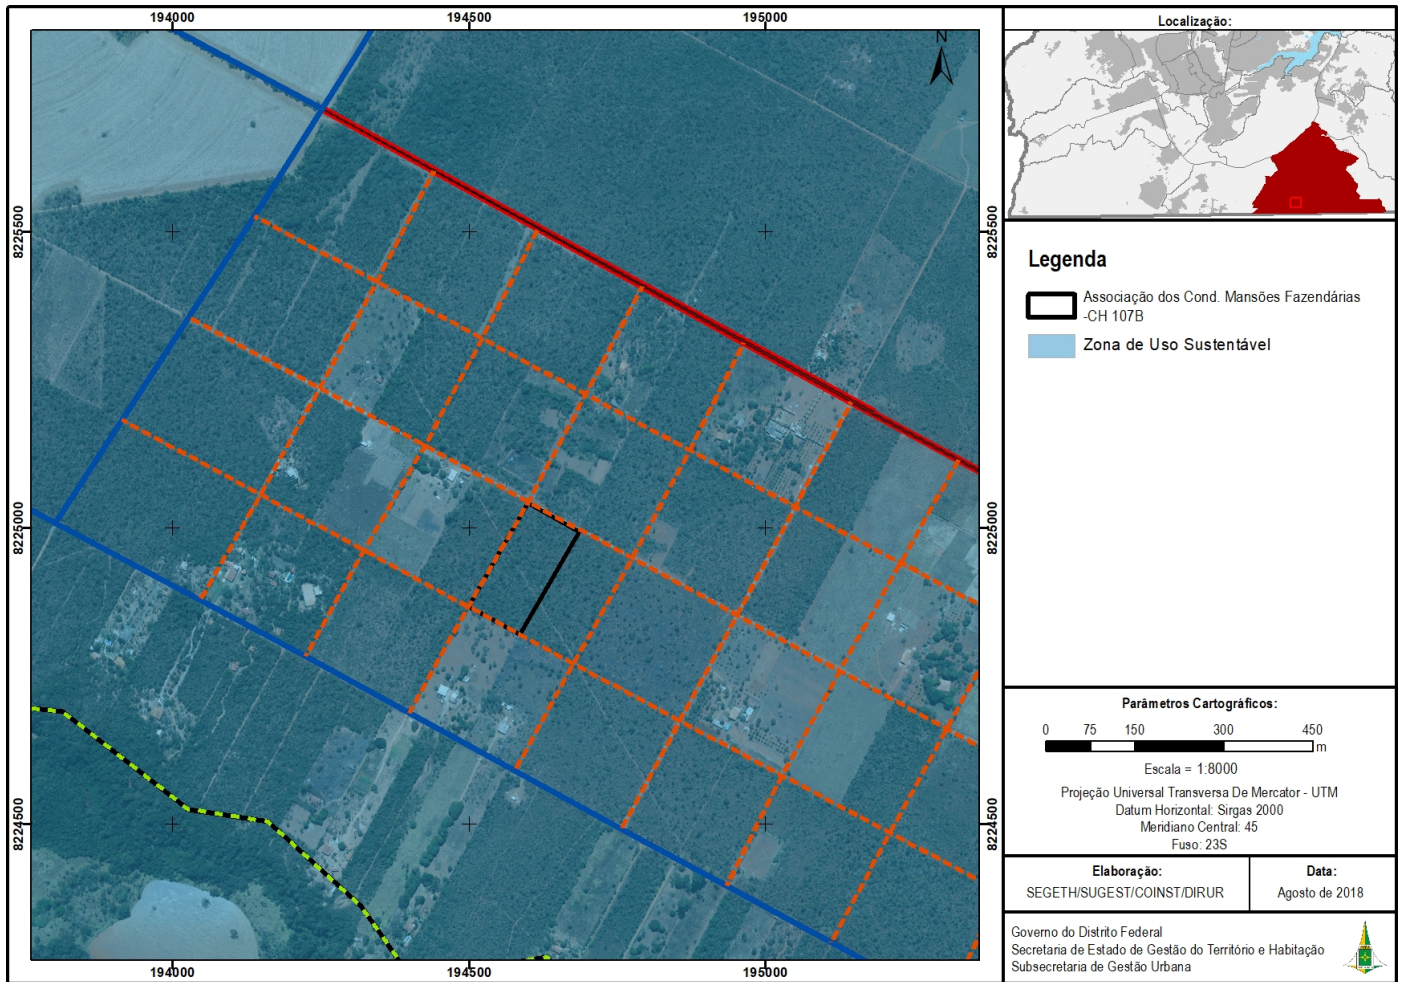 194000
194500
195000
N
8225500
8225000
8224500
8225500
8225000
8224500
194000
194500
195000
Localização:
Legenda
Associação dos Cond. Mansões Fazendárias
-CH 107B
Zona de Uso Sustentável
Parâmetros Cartográficos:
0 75 150 300 450
m
Escala = 1:8000
Projeção Universal Transversa De Mercator - UTM
Datum Horizontal: Sirgas 2000
Meridiano Central: 45
Fuso: 23S
Elaboração:
SEGETH/SUGEST/COINST/DIRUR
Data:
Agosto de 2018
Governo do Distrito Federal
Secretaria de Estado de Gestão do Território e Habitação
Subsecretaria de Gestão Urbana